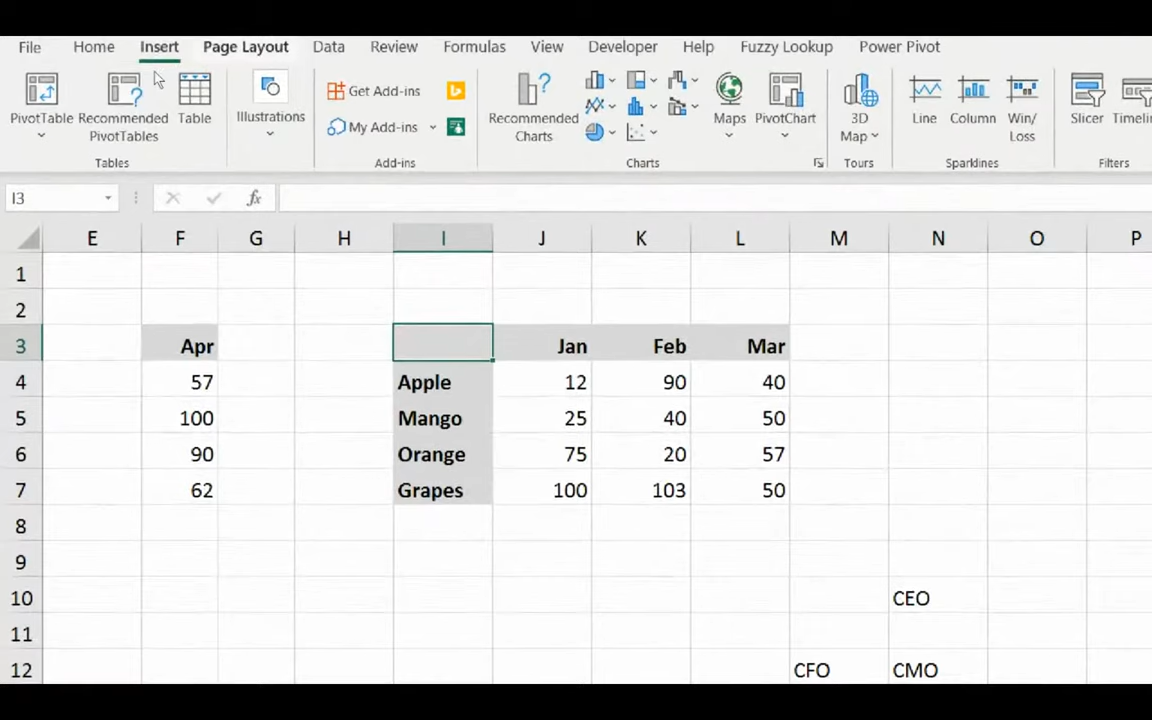 File Home Insert Page Layout Data Review Formulas View Developer Help Fuzzy Lookup Power Pivot
PivotTable Recommended PivotTables Table Illustrations Get Add-ins My Add-ins Recommended Charts Maps PivotChart 3D Map Line Column Win/ Loss Slicer
Tables Add-ins Charts Tours Sparklines Filters
I3 fx
E F G H I J K L M N O P
1
2
3 Apr Jan Feb Mar
4 57 Apple 12 90 40
5 100 Mango 25 40 50
6 90 Orange 75 20 57
7 62 Grapes 100 103 50
8
9
10 CEO
11
12 CFO CMO